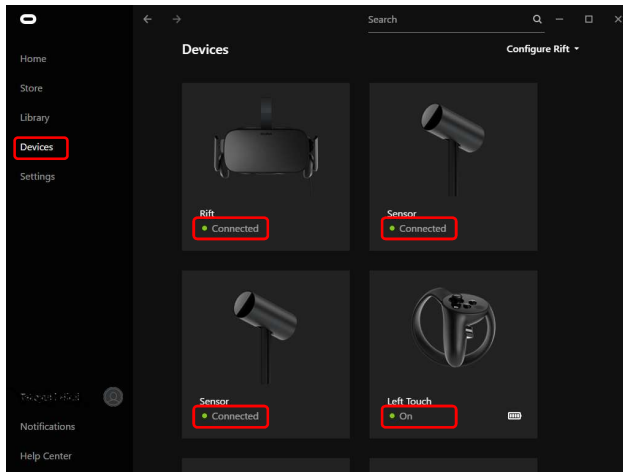 Search
Devices
Configure Rift
Home
Store
Library
Devices
Settings
Rift
Connected
Sensor
Connected
Sensor
Connected
Left Touch
On
Notifications
Help Center